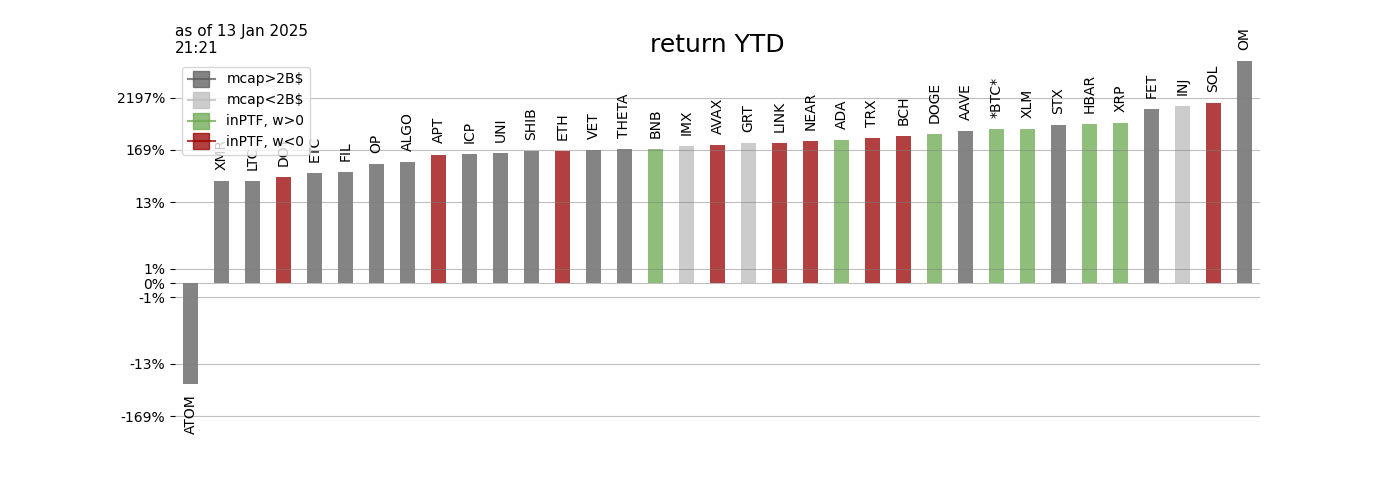 as of 13 Jan 2025
21:21
return YTD
mcap>2B$
mcap<2B$
inPTF, w>0
inPTF, w<0
2197%
169%
13%
1%
0%
-1%
-13%
-169%
ATOM
XMR
LTC
ETC
FIL
OP
ALGO
APT
ICP
UNI
SHIB
ETH
VET
THETA
BNB
IMX
AVAX
GRT
LINK
NEAR
ADA
TRX
BCH
DOGE
AAVE
*BTC*
XLM
STX
HBAR
XRP
FET
INJ
SOL
OM